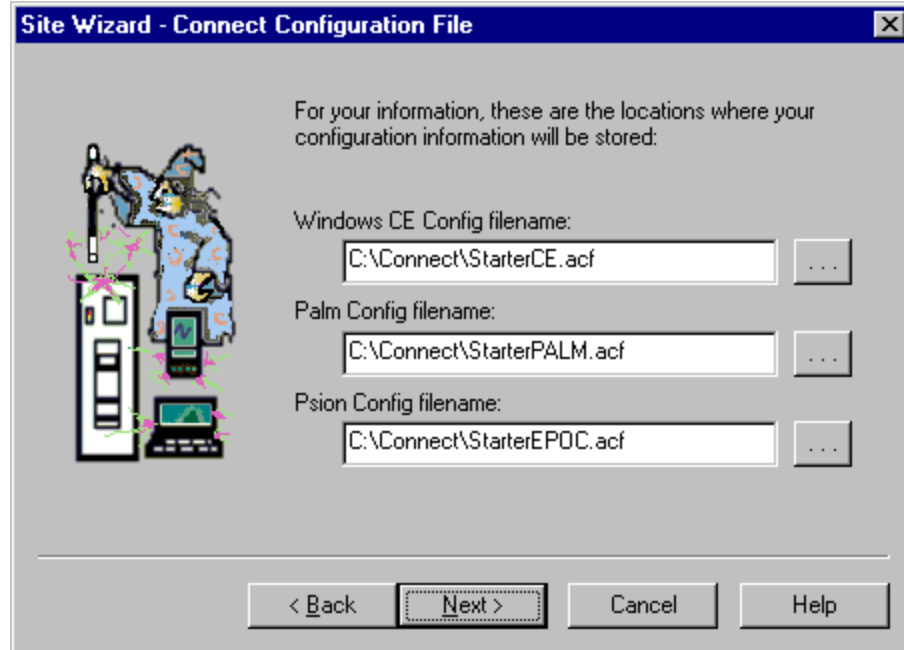 Site Wizard - Connect Configuration File
For your information, these are the locations where your
configuration information will be stored:
Windows CE Config filename:
C:\Connect\StarterCE.acf
...
Palm Config filename:
C:\Connect\StarterPALM.acf
...
Psion Config filename:
C:\Connect\StarterEPOC.acf
...
< Back
Next >
Cancel
Help